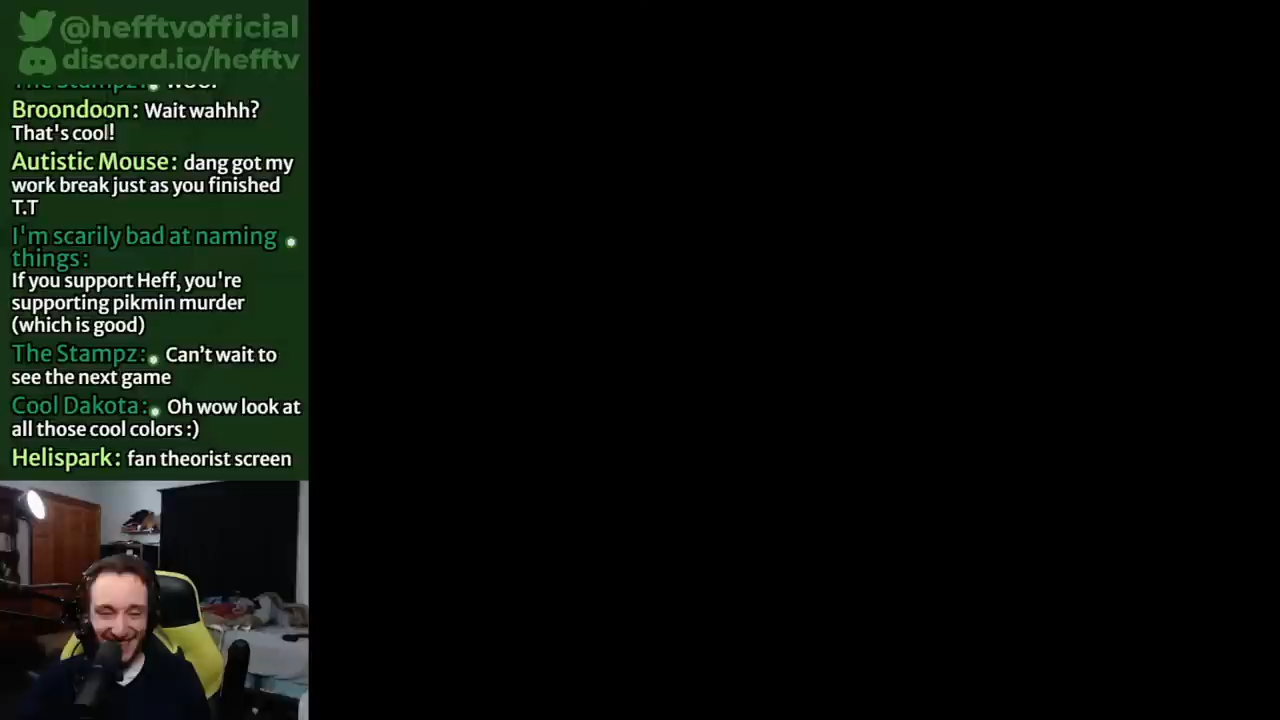 @hefftvofficial
discord.io/hefftv
The Stampz: woo!
Broondoon: Wait wahhh?
That's cool!
Autistic Mouse: dang got my
work break just as you finished
T.T
I'm scarily bad at naming
things:
If you support Heff, you're
supporting pikmin murder
(which is good)
The Stampz: Can't wait to
see the next game
Cool Dakota: Oh wow look at
all those cool colors :)
Helispark: fan theorist screen